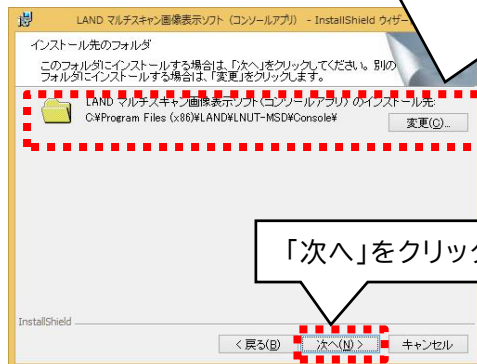 LAND マルチスキャン画像表示ソフト（コンソールアプリ） - InstallShield ウィザー
インストール先のフォルダ
このフォルダにインストールする場合は、「次へ」をクリックしてください。別の
フォルダにインストールする場合は、「変更」をクリックします。
LAND マルチスキャン画像表示ソフト（コンソールアプリ） のインストール先:
C:¥Program Files (x86)¥LAND¥LNUT-MSD¥Console¥
変更(C)...
「次へ」をクリック
InstallShield
< 戻る(B)
次へ(N) >
キャンセル